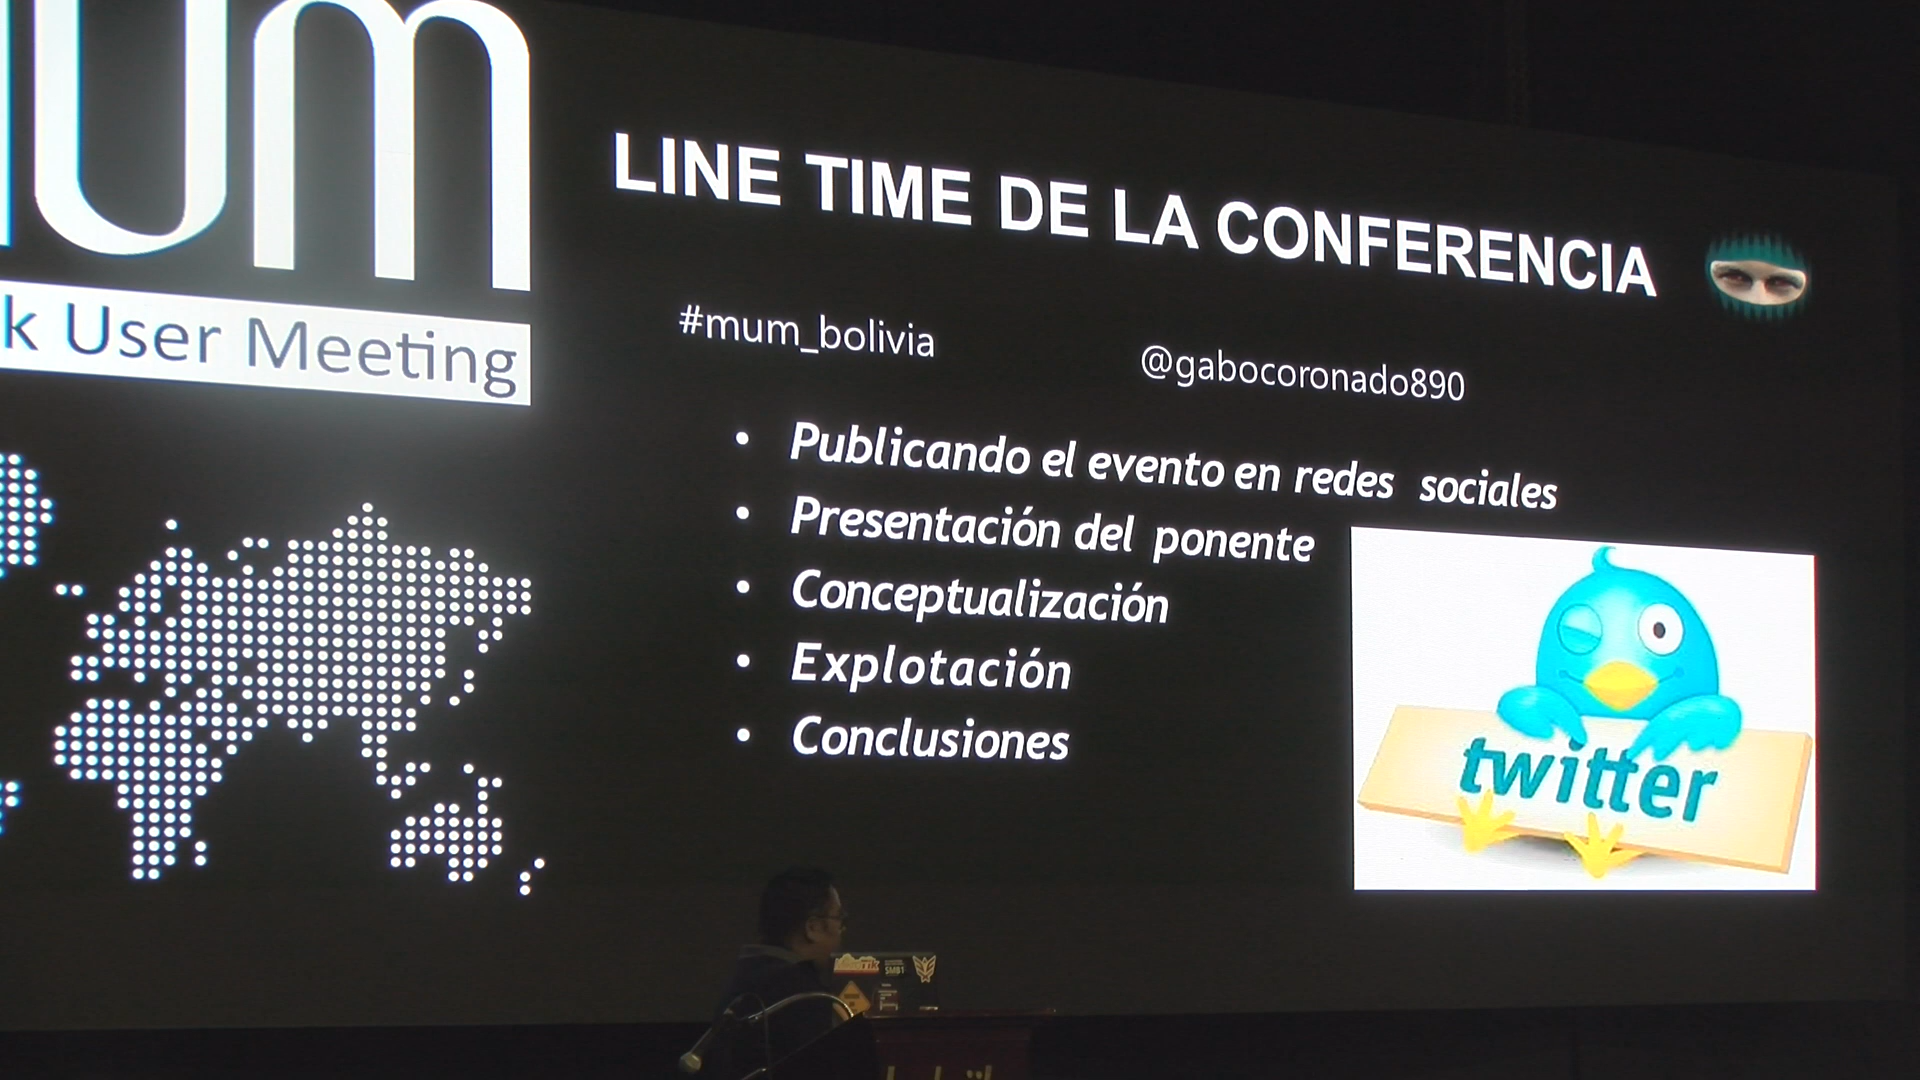 um
k User Meeting
LINE TIME DE LA CONFERENCIA
#mum_bolivia
@gabocoronado890
• Publicando el evento en redes sociales
• Presentación del ponente
• Conceptualización
• Explotación
• Conclusiones
twitter